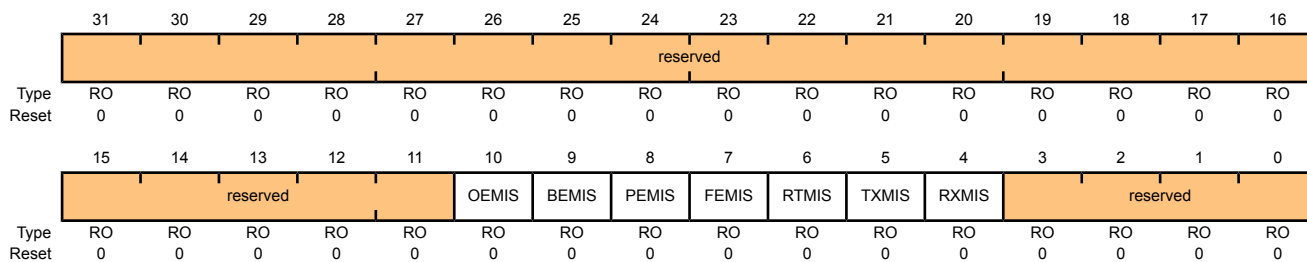 31 30 29 28 27 26 25 24 23 22 21 20 19 18 17 16
reserved
Type RO RO RO RO RO RO RO RO RO RO RO RO RO RO RO RO
Reset 0 0 0 0 0 0 0 0 0 0 0 0 0 0 0 0
15 14 13 12 11 10 9 8 7 6 5 4 3 2 1 0
reserved OEMIS BEMIS PEMIS FEMIS RTMIS TXMIS RXMIS reserved
Type RO RO RO RO RO RO RO RO RO RO RO RO RO RO RO RO
Reset 0 0 0 0 0 0 0 0 0 0 0 0 0 0 0 0